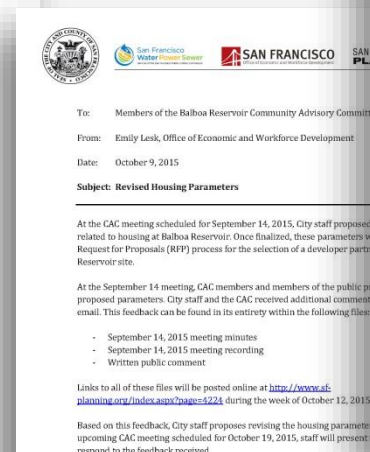 San Francisco
Water Power Sewer
SAN FRANCISCO
SAN
PL
To: Members of the Balboa Reservoir Community Advisory
From: Emily Lesk, Office of Economic and Workforce Development
Date: October 9, 2015
Subject: Revised Housing Parameters
At the CAC meeting scheduled for September 14, 2015, City staff proposed
related to housing at Balboa Reservoir. Once finalized, these parameters
Request for Proposals (RFP) process for the selection of a developer
Reservoir site.
At the September 14 meeting, CAC members and members of the public
proposed parameters. City staff and the CAC received additional
email. This feedback can be found in its entirety within the following files:
- September 14, 2015 meeting minutes
- September 14, 2015 meeting recording
- Written public comment
Links to all of these files will be posted online at http://www.sf-
planning.org/index.aspx?page=4224 during the week of October 12, 2015
Based on this feedback, City staff proposes revising the housing
upcoming CAC meeting scheduled for October 19, 2015, staff will present
respond to the feedback received.